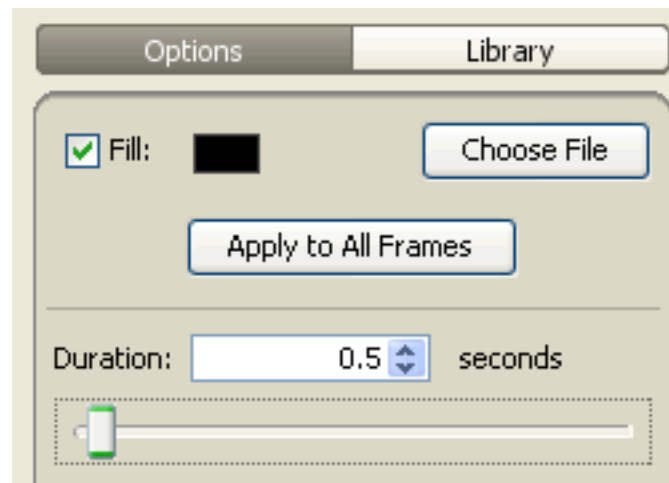 Options Library
Fill: Choose File
Apply to All Frames
Duration: 0.5 seconds